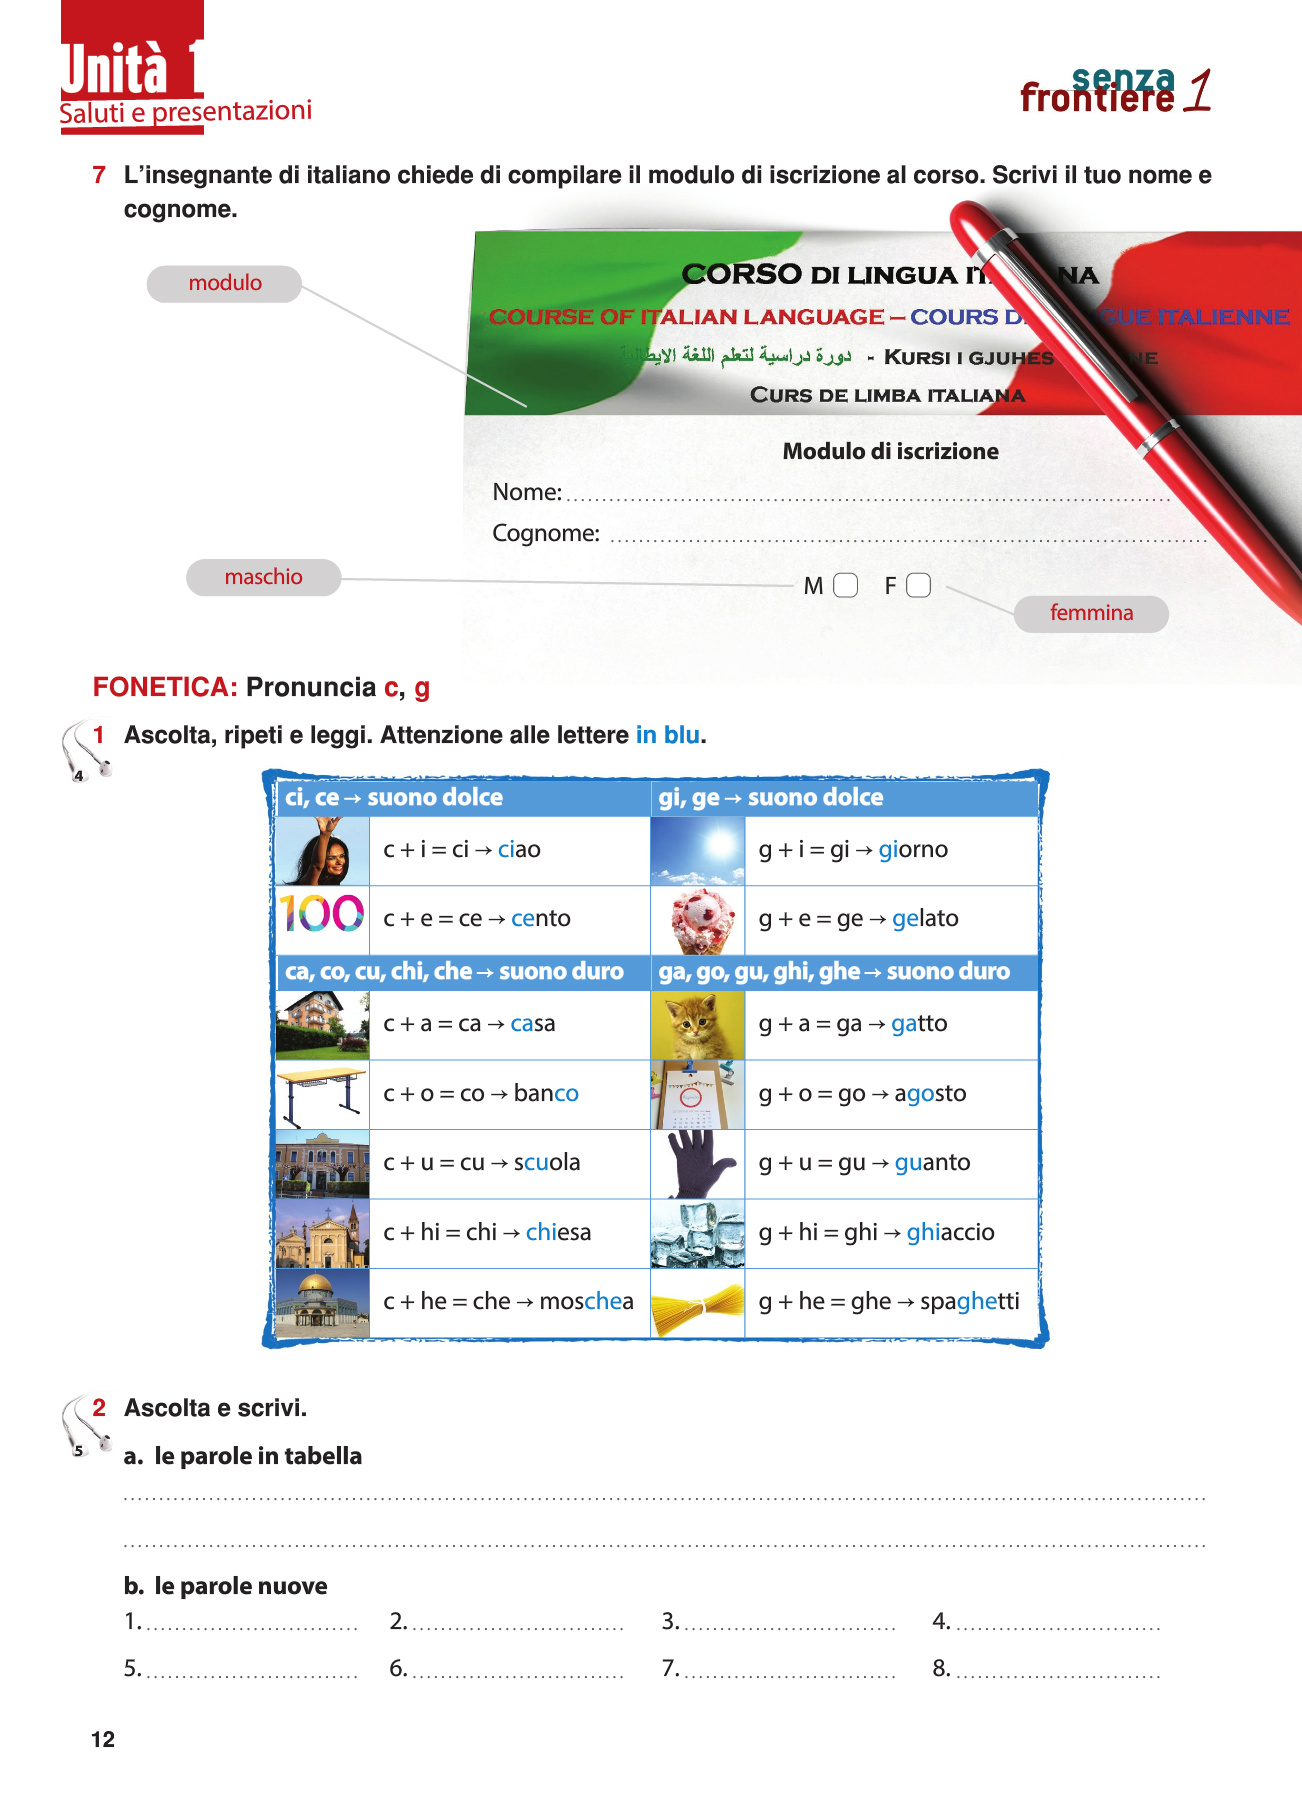 Unità 1
Saluti e presentazioni
senza
frontiere 1
7 L'insegnante di italiano chiede di compilare il modulo di iscrizione al corso. Scrivi il tuo nome e
cognome.
modulo
CORSO DI LINGUA
COURSE OF ITALIAN LANGUAGE – COURS ITALIENNE
دورة دراسية لتعلم اللغة الايطالية - KURSI I GJUHES
CURS DE LIMBA ITALIANA
Modulo di iscrizione
Nome:
Cognome:
maschio
M F
femmina
FONETICA: Pronuncia c, g
4
1 Ascolta, ripeti e leggi. Attenzione alle lettere in blu.
ci, ce → suono dolce gi, ge → suono dolce
c + i = ci → ciao g + i = gi → giorno
100 c + e = ce → cento g + e = ge → gelato
ca, co, cu, chi, che → suono duro ga, go, gu, ghi, ghe → suono duro
c + a = ca → casa g + a = ga → gatto
c + o = co → banco g + o = go → agosto
c + u = cu → scuola g + u = gu → guanto
c + hi = chi → chiesa g + hi = ghi → ghiaccio
c + he = che → moschea g + he = ghe → spaghetti
5
2 Ascolta e scrivi.
a. le parole in tabella
b. le parole nuove
1. 2. 3. 4.
5. 6. 7. 8.
12